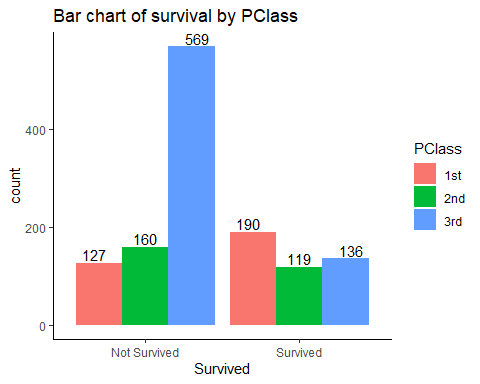 Bar chart of survival by PClass
569
400
count
PClass
1st
2nd
3rd
200
190
160
127
119
136
0
Not Survived
Survived
Survived